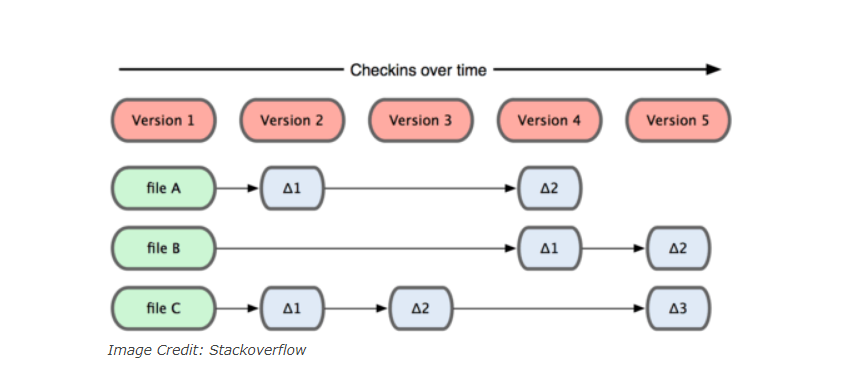 Checkins over time
Version 1 Version 2 Version 3 Version 4 Version 5
file A Δ1 Δ2
file B Δ1 Δ2
file C Δ1 Δ2 Δ3
Image Credit: Stackoverflow